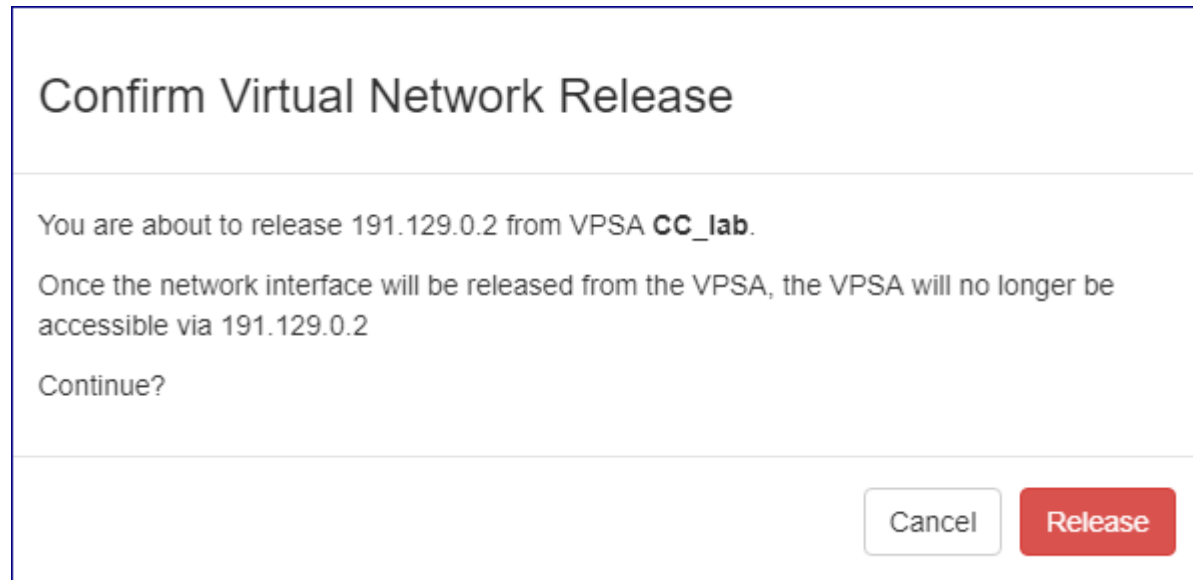 Confirm Virtual Network Release
You are about to release 191.129.0.2 from VPSA CC_lab.
Once the network interface will be released from the VPSA, the VPSA will no longer be
accessible via 191.129.0.2
Continue?
Cancel
Release